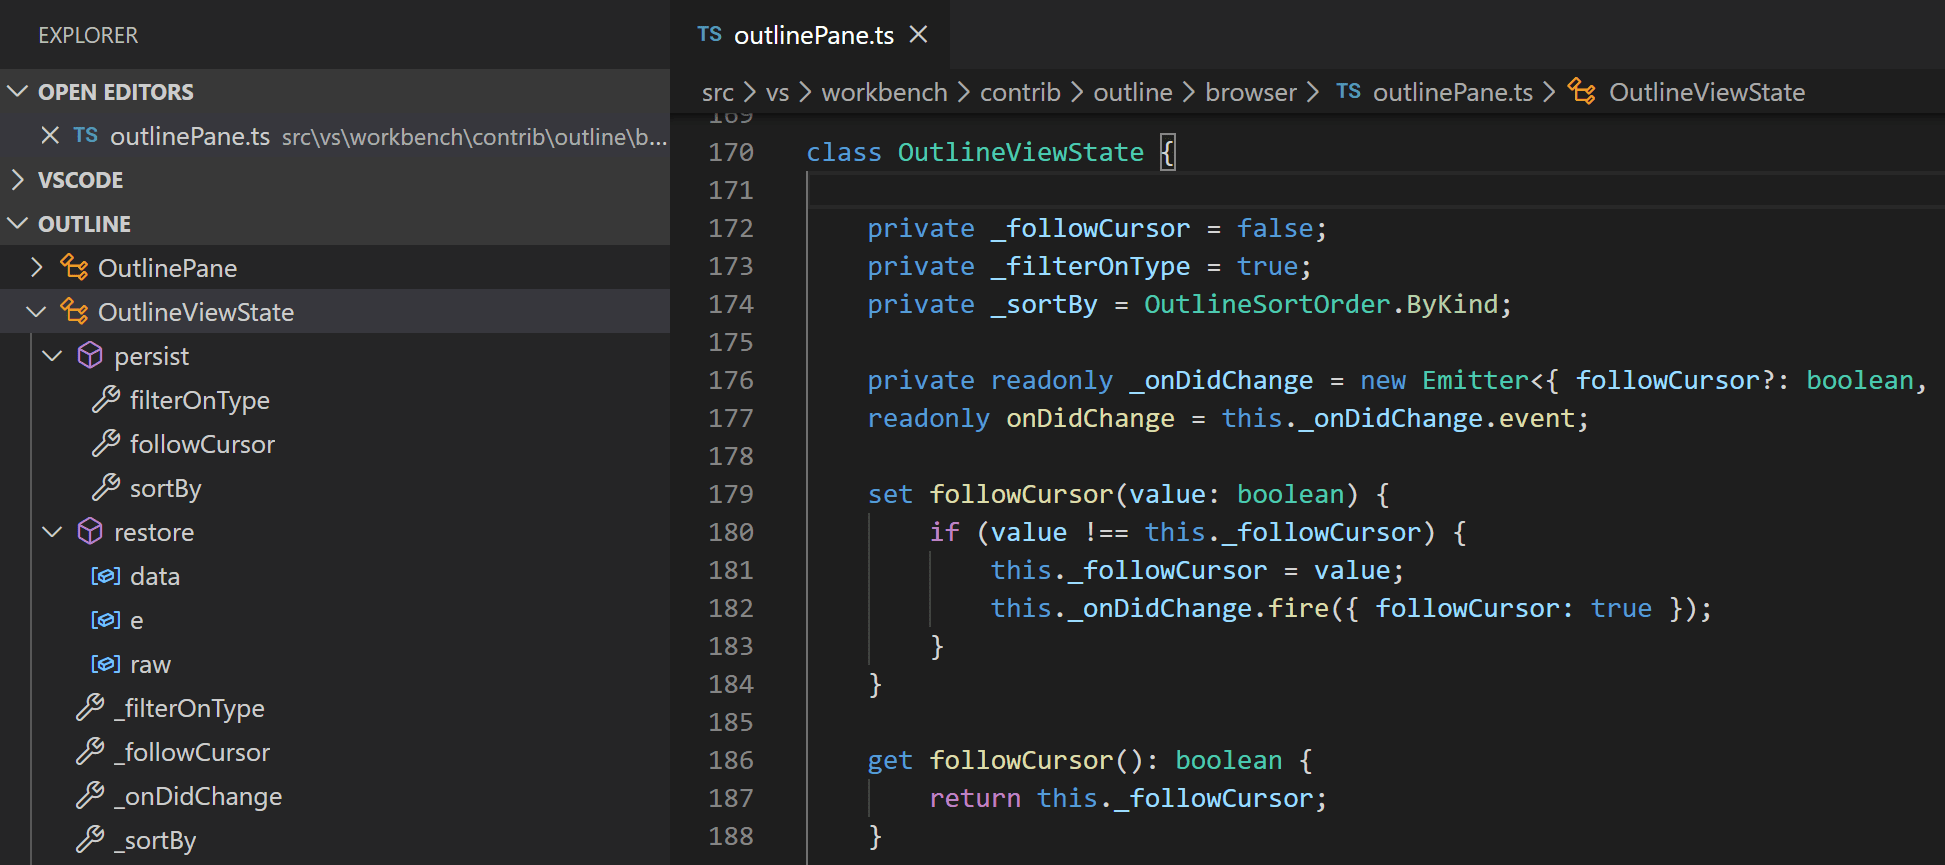 EXPLORER
OPEN EDITORS
TS outlinePane.ts src\vs\workbench\contrib\outline\b...
VSCODE
OUTLINE
OutlinePane
OutlineViewState
persist
filterOnType
followCursor
sortBy
restore
data
e
raw
_filterOnType
_followCursor
_onDidChange
_sortBy
TS outlinePane.ts
src > vs > workbench > contrib > outline > browser > TS outlinePane.ts > OutlineViewState
169
170 class OutlineViewState {
171
172 private _followCursor = false;
173 private _filterOnType = true;
174 private _sortBy = OutlineSortOrder.ByKind;
175
176 private readonly _onDidChange = new Emitter<{ followCursor?: boolean,
177 readonly onDidChange = this._onDidChange.event;
178
179 set followCursor(value: boolean) {
180 if (value !== this._followCursor) {
181 this._followCursor = value;
182 this._onDidChange.fire({ followCursor: true });
183 }
184 }
185
186 get followCursor(): boolean {
187 return this._followCursor;
188 }